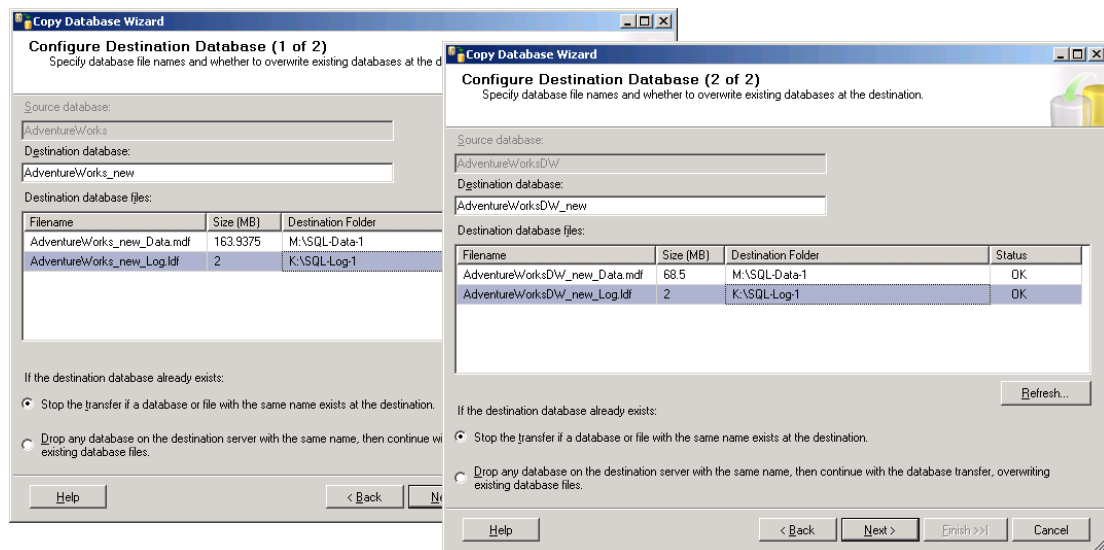 Copy Database Wizard
Configure Destination Database (1 of 2)
Specify database file names and whether to overwrite existing databases at the d
Source database:
AdventureWorks
Destination database:
AdventureWorks_new
Destination database files:
Filename Size (MB) Destination Folder
AdventureWorks_new_Data.mdf 163.9375 M:\SQL-Data-1
AdventureWorks_new_Log.ldf 2 K:\SQL-Log-1
If the destination database already exists:
Stop the transfer if a database or file with the same name exists at the destination.
Drop any database on the destination server with the same name, then continue wi
existing database files.
Help < Back Ne
Copy Database Wizard
Configure Destination Database (2 of 2)
Specify database file names and whether to overwrite existing databases at the destination.
Source database:
AdventureWorksDW
Destination database:
AdventureWorksDW_new
Destination database files:
Filename Size (MB) Destination Folder Status
AdventureWorksDW_new_Data.mdf 68.5 M:\SQL-Data-1 OK
AdventureWorksDW_new_Log.ldf 2 K:\SQL-Log-1 OK
Refresh...
If the destination database already exists:
Stop the transfer if a database or file with the same name exists at the destination.
Drop any database on the destination server with the same name, then continue with the database transfer, overwriting
existing database files.
Help < Back Next > Finish >>| Cancel